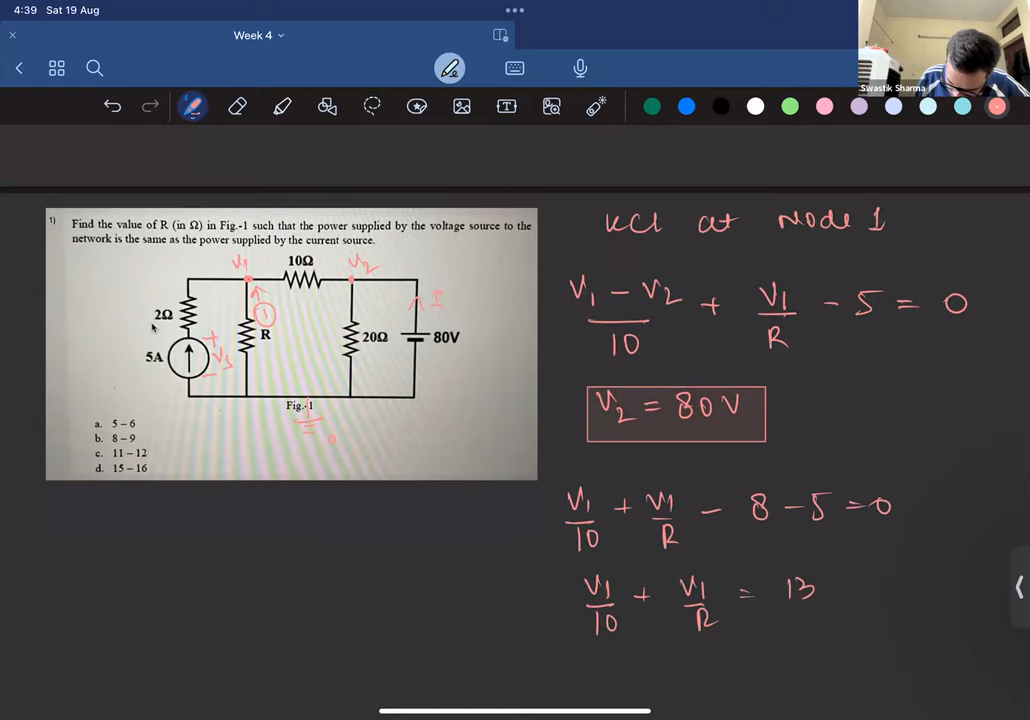 4:39 Sat 19 Aug
Week 4
Swastik Sharma
1) Find the value of R (in Ω) in Fig.-1 such that the power supplied by the voltage source to the
network is the same as the power supplied by the current source.
V1
10Ω
V2
2Ω
1
I
+
Vs
-
R
20Ω
80V
5A
Fig.-1
0
a. 5 – 6
b. 8 – 9
c. 11 – 12
d. 15 – 16
KCL at Node 1
(V1 - V2)/10 + V1/R - 5 = 0
V2 = 80 V
V1/10 + V1/R - 8 - 5 = 0
V1/10 + V1/R = 13